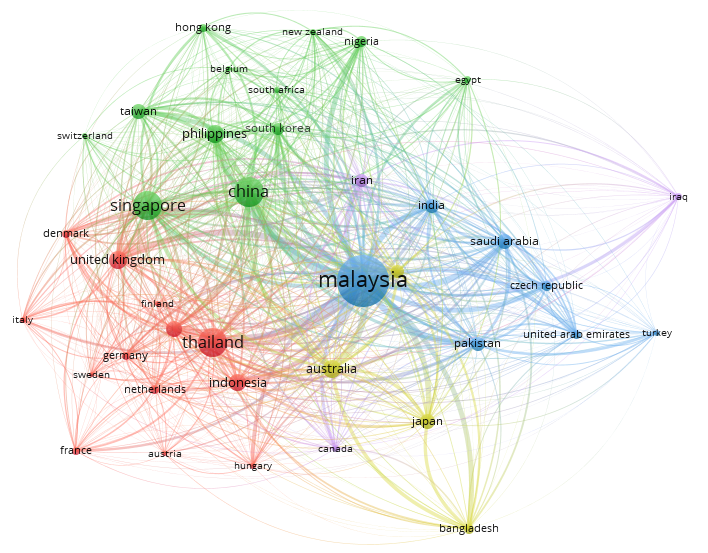 hong kong
new zealand
nigeria
belgium
egypt
south africa
taiwan
switzerland
philippines
south korea
iran
china
iraq
singapore
india
denmark
saudi arabia
united kingdom
malaysia
czech republic
finland
italy
thailand
pakistan
united arab emirates
turkey
germany
australia
sweden
netherlands
indonesia
japan
france
austria
canada
hungary
bangladesh